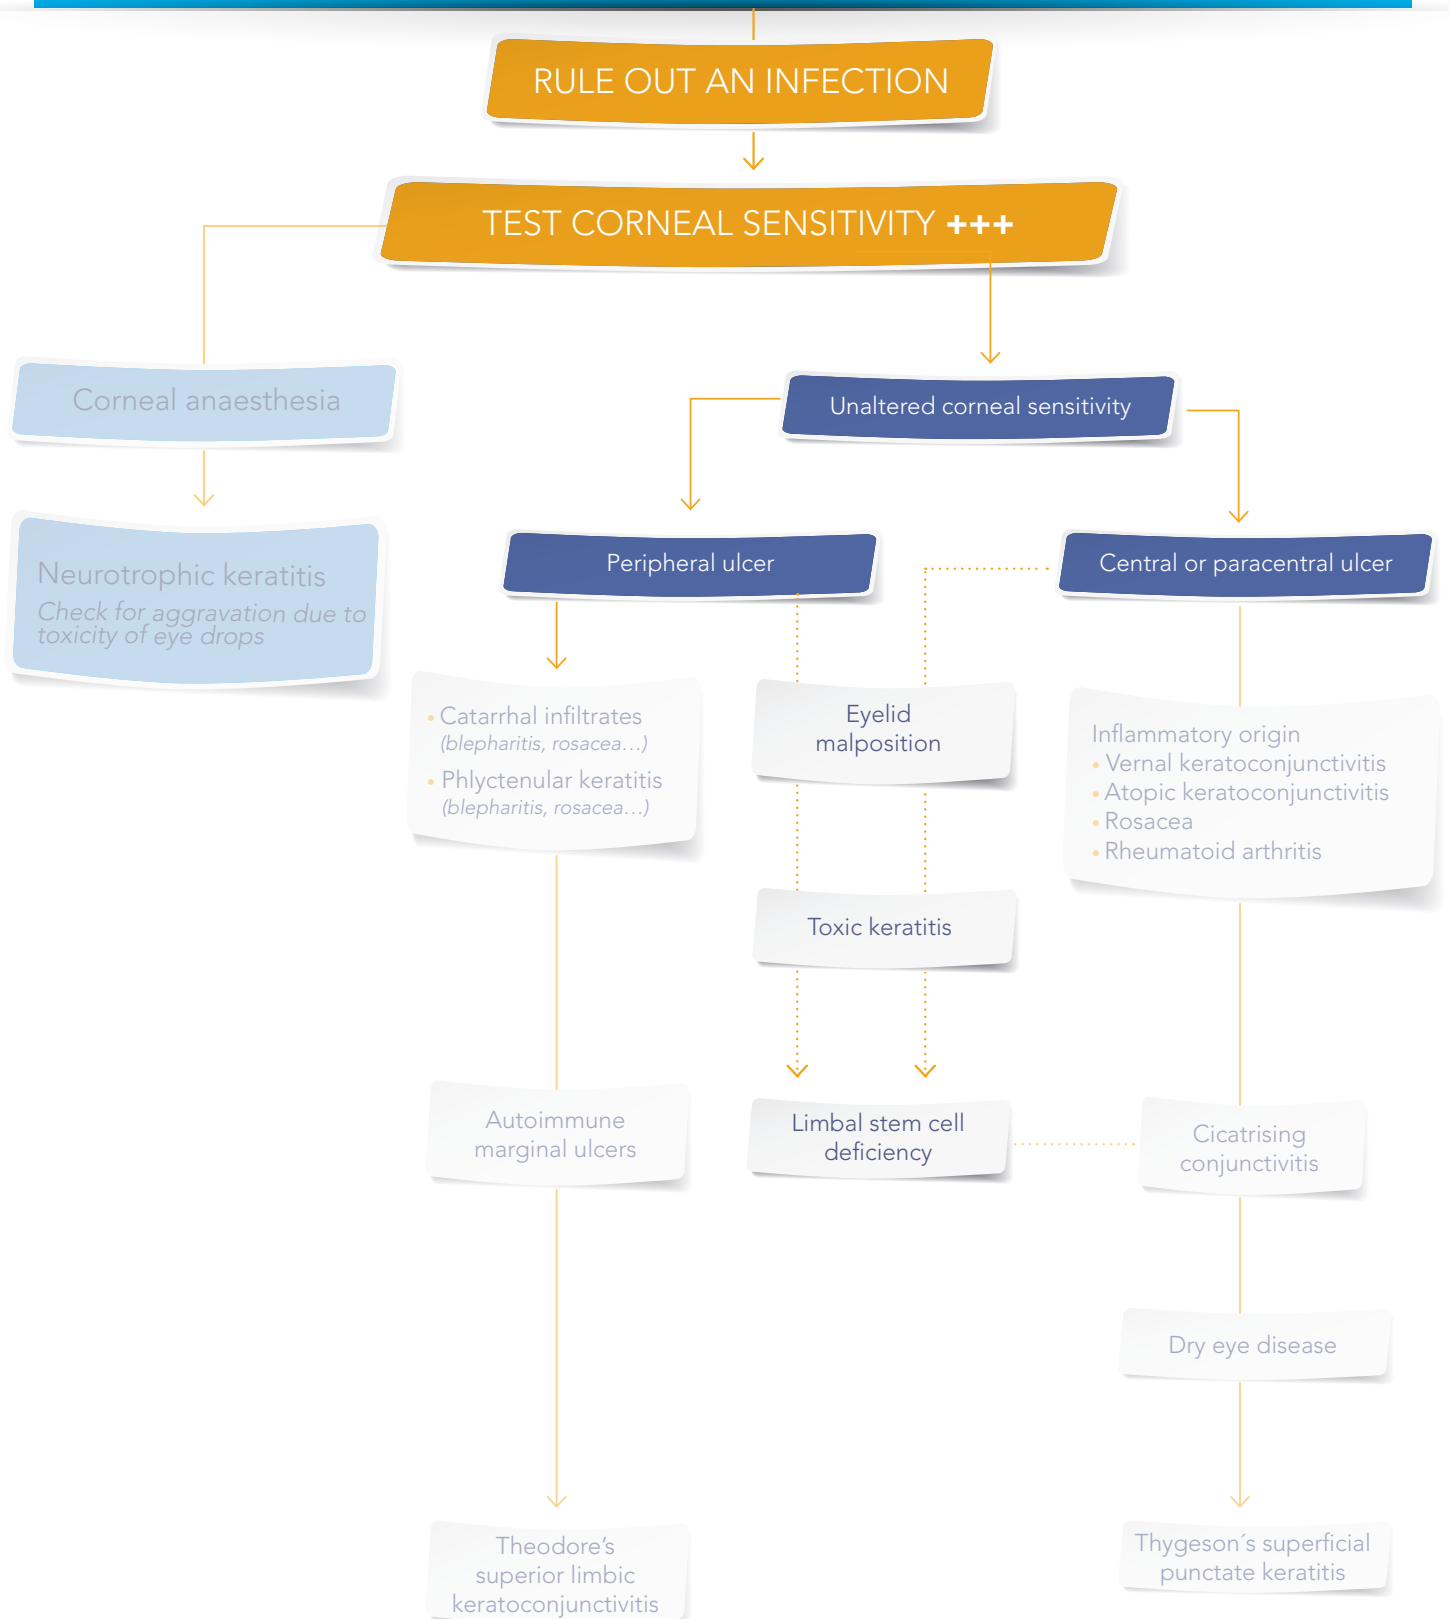 RULE OUT AN INFECTION
TEST CORNEAL SENSITIVITY +++
Corneal anaesthesia
Unaltered corneal sensitivity
Neurotrophic keratitis
Check for aggravation due to
toxicity of eye drops
Peripheral ulcer
Central or paracentral ulcer
• Catarrhal infiltrates
(blepharitis, rosacea…)
• Phlyctenular keratitis
(blepharitis, rosacea…)
Eyelid
malposition
Inflammatory origin
• Vernal keratoconjunctivitis
• Atopic keratoconjunctivitis
• Rosacea
• Rheumatoid arthritis
Toxic keratitis
Autoimmune
marginal ulcers
Limbal stem cell
deficiency
Cicatrising
conjunctivitis
Dry eye disease
Theodore’s
superior limbic
keratoconjunctivitis
Thygeson´s superficial
punctate keratitis